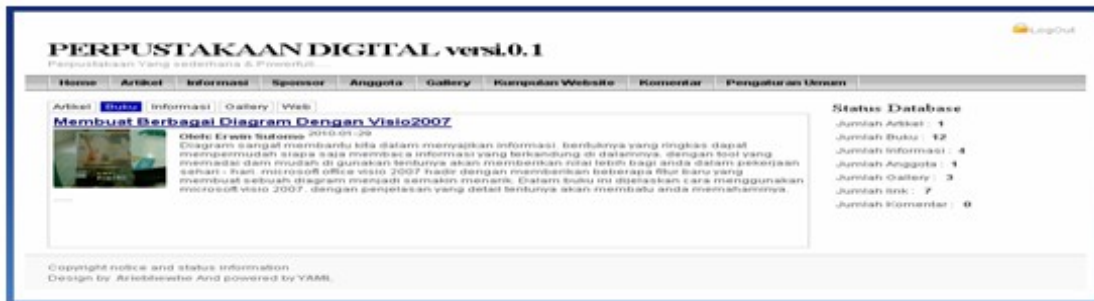 LogOut
PERPUSTAKAAN DIGITAL versi.0.1
Perpustakaan Yang sederhana & Powerfull....
Home Artikel Informasi Sponsor Anggota Gallery Kumpulan Website Komentar Pengaturan Umum
Artikel Buku Informasi Gallery Web
Membuat Berbagai Diagram Dengan Visio2007
Oleh: Erwin Sutomo 2010-01-29
Diagram sangat membantu kita dalam menyajikan informasi. bentuknya yang ringkas dapat
mempermudah siapa saja membaca informasi yang terkandung di dalamnya. dengan tool yang
memadai dam mudah di gunakan tentunya akan memberikan nirai lebih bagi anda dalam pekerjaan
sehari - hari. microsoft office visio 2007 hadir dengan memberikan beberapa fitur baru yang
membuat sebuah diagram menjadi semakin menarik. Dalam buku ini dijelaskan cara menggunakan
microsoft visio 2007. dengan penjelasan yang detail tentunya akan membatu anda memahaminya.
Status Database
Jumlah Artikel : 1
Jumlah Buku : 12
Jumlah Informasi : 4
Jumlah Anggota : 1
Jumlah Gallery : 3
Jumlah link : 7
Jumlah Komentar : 0
Copyright notice and status information
Design by And powered by YAML